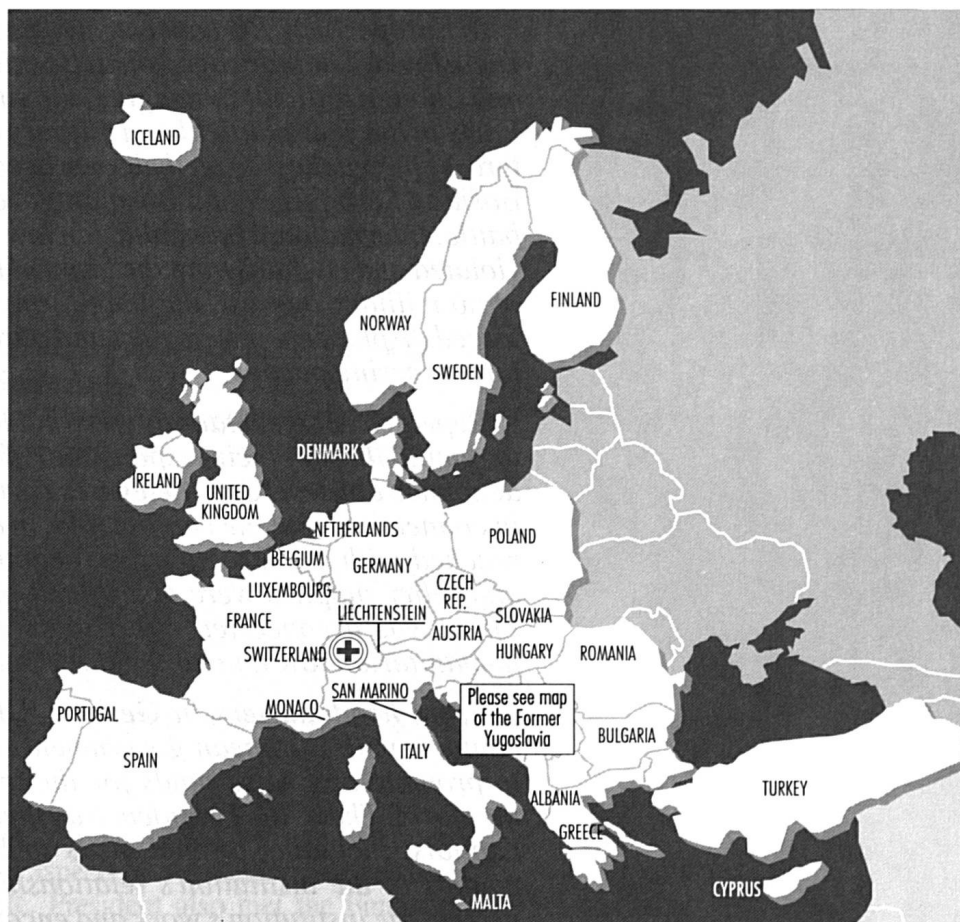 ICELAND
FINLAND
NORWAY
SWEDEN
DENMARK
IRELAND
UNITED
KINGDOM
NETHERLANDS
POLAND
BELGIUM
GERMANY
LUXEMBOURG
CZECH
REP.
LIECHTENSTEIN
SLOVAKIA
FRANCE
AUSTRIA
SWITZERLAND
HUNGARY
ROMANIA
SAN MARINO
MONACO
Please see map
of the Former
Yugoslavia
PORTUGAL
BULGARIA
SPAIN
ITALY
TURKEY
ALBANIA
GREECE
CYPRUS
MALTA